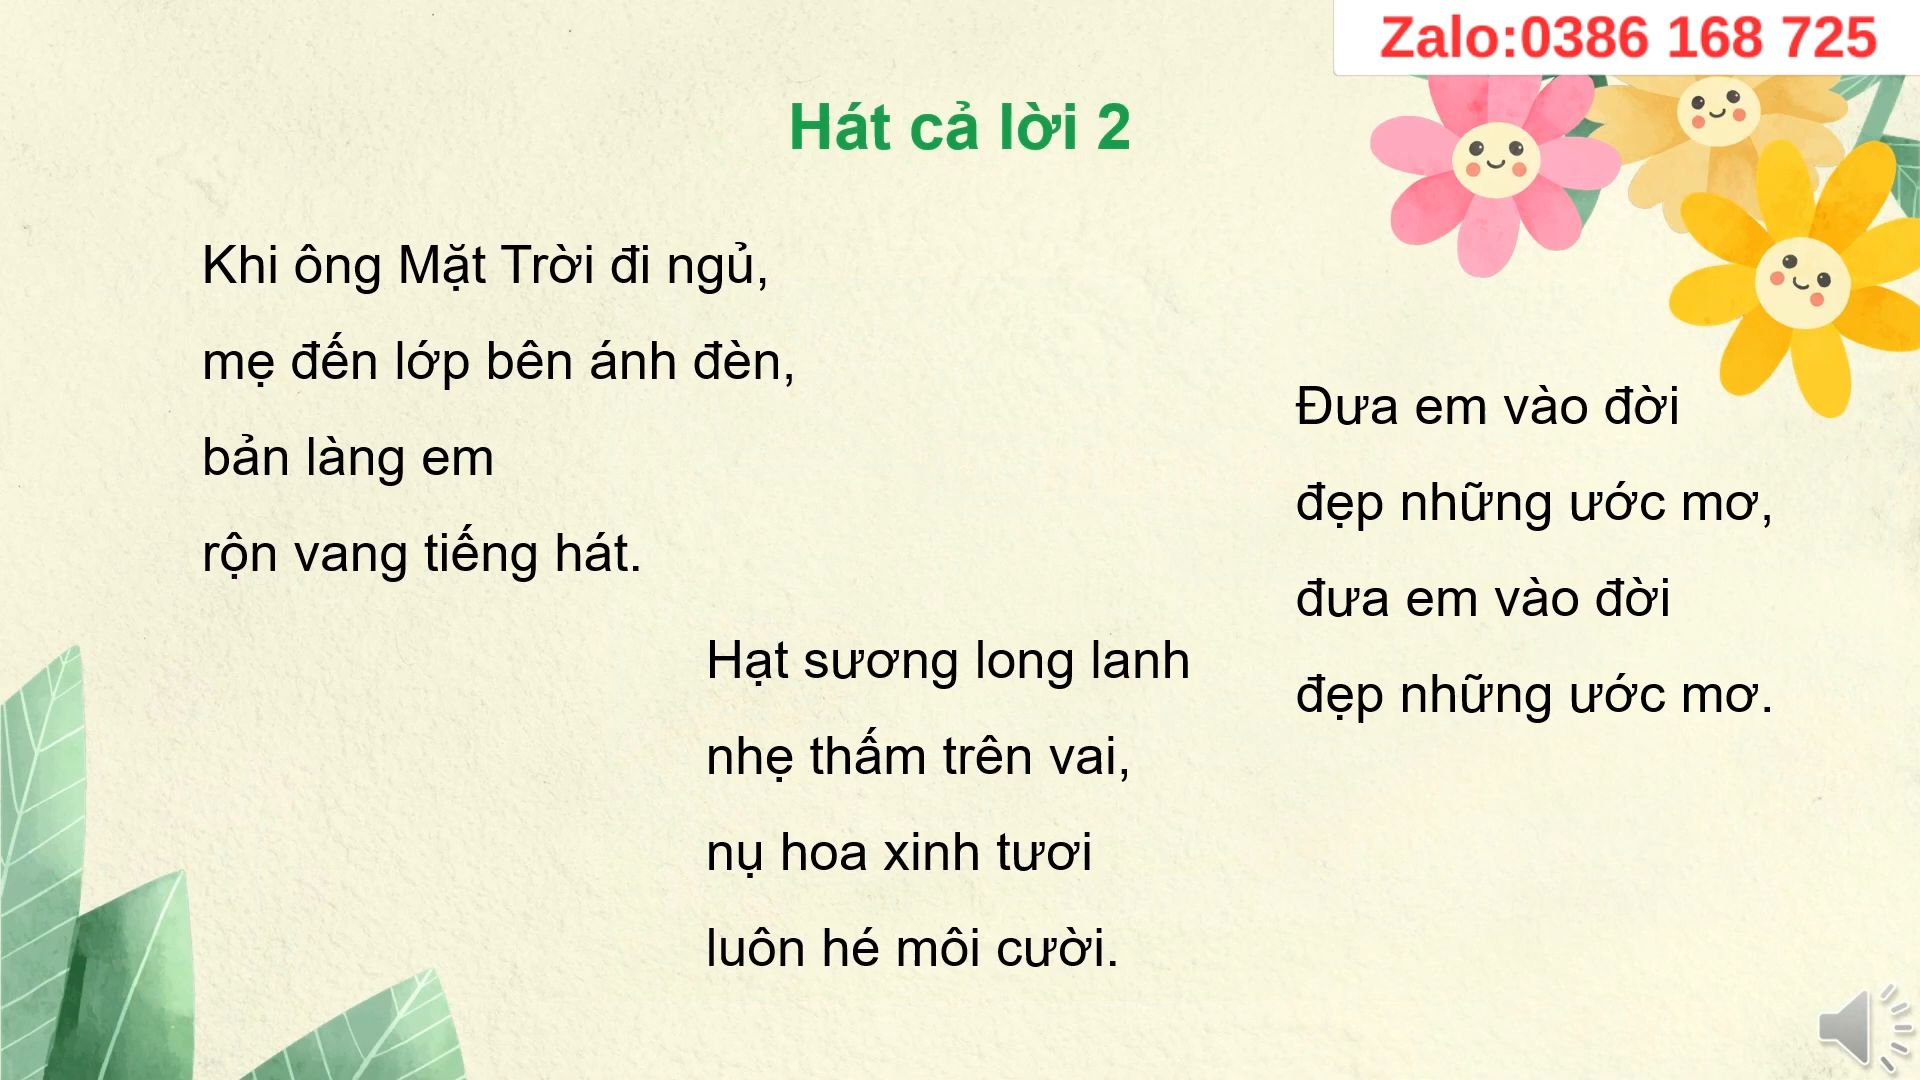 Zalo:0386 168 725
Hát cả lời 2
Khi ông Mặt Trời đi ngủ,
mẹ đến lớp bên ánh đèn,
bản làng em
rộn vang tiếng hát.
Hạt sương long lanh
nhẹ thấm trên vai,
nụ hoa xinh tươi
luôn hé môi cười.
Đưa em vào đời
đẹp những ước mơ,
đưa em vào đời
đẹp những ước mơ.